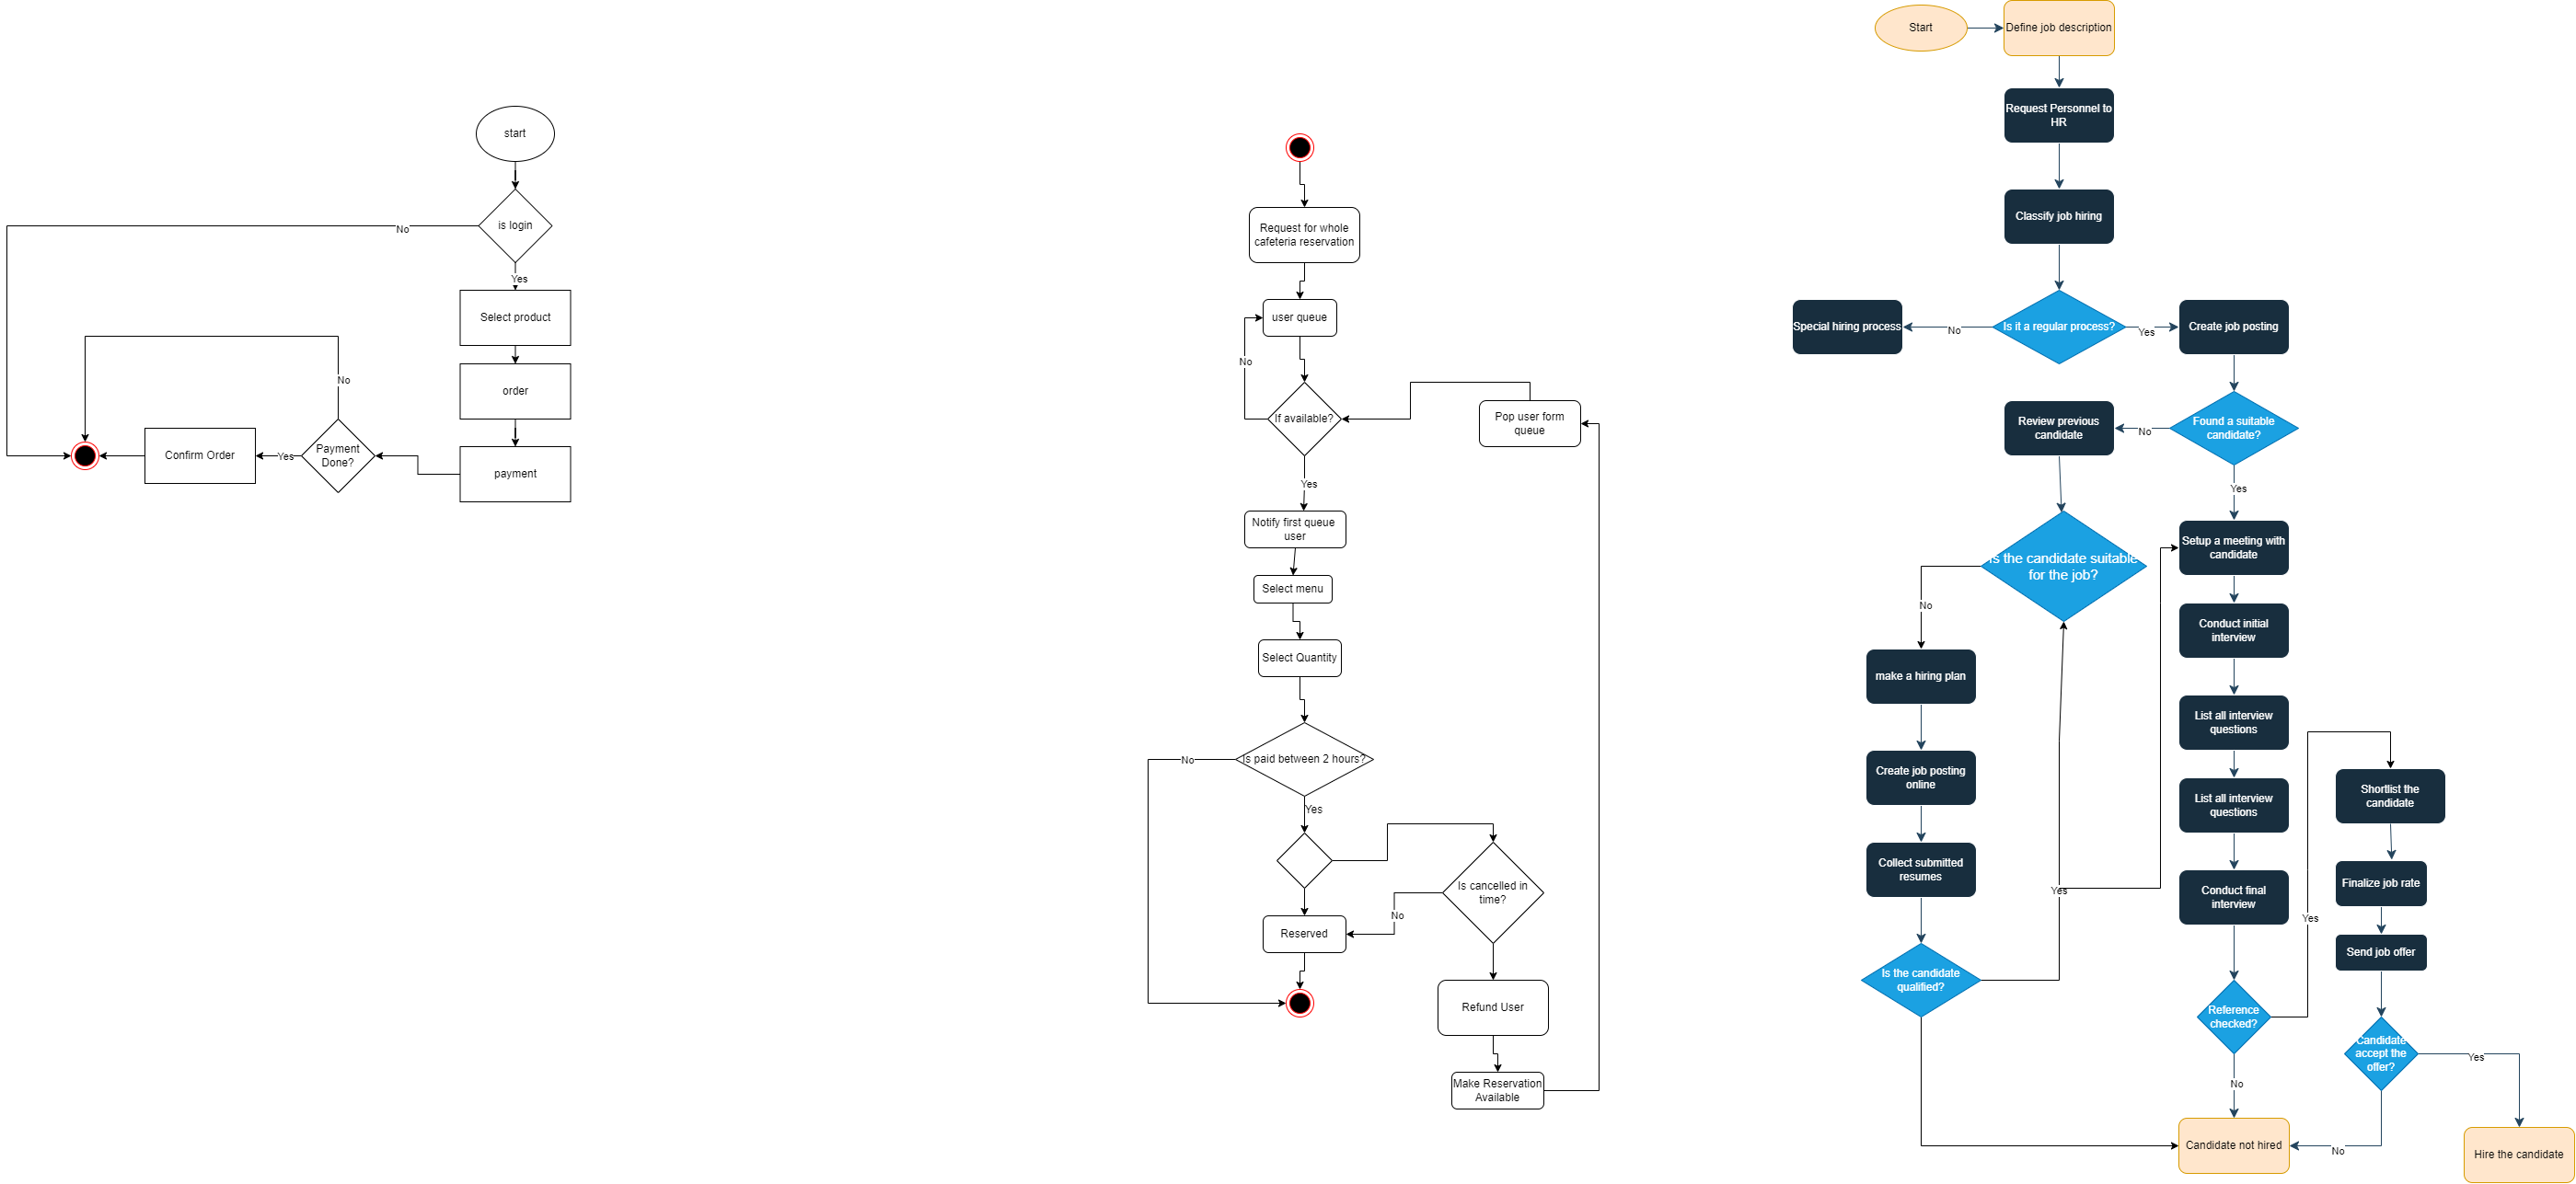 start
is login
No
Yes
Select product
order
No
Confirm Order
Yes
Payment
Done?
payment
Request for whole
cafeteria reservation
user queue
No
If available?
Pop user form
queue
Yes
Notify first queue
user
Select menu
Select Quantity
No
Is paid between 2 hours?
Yes
Is cancelled in
time?
No
Reserved
Refund User
Make Reservation
Available
Start
Define job description
Request Personnel to
HR
Classify job hiring
Special hiring process
No
Is it a regular process?
Yes
Create job posting
Review previous
candidate
No
Found a suitable
candidate?
Yes
Is the candidate suitable
for the job?
Setup a meeting with
candidate
No
Conduct initial
interview
make a hiring plan
List all interview
questions
Create job posting
online
List all interview
questions
Shortlist the
candidate
Collect submitted
resumes
Yes
Conduct final
interview
Yes
Finalize job rate
Send job offer
Is the candidate
qualified?
Reference
checked?
Candidate
accept the
offer?
Yes
No
Candidate not hired
No
Hire the candidate